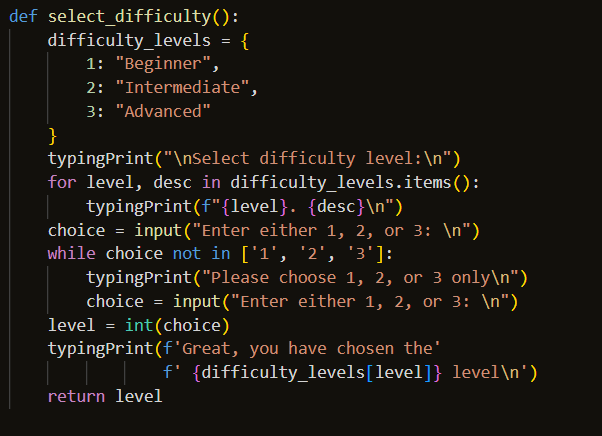 def select_difficulty():
    difficulty_levels = {
        1: "Beginner",
        2: "Intermediate",
        3: "Advanced"
    }
    typingPrint("\nSelect difficulty level:\n")
    for level, desc in difficulty_levels.items():
        typingPrint(f"{level}. {desc}\n")
    choice = input("Enter either 1, 2, or 3: \n")
    while choice not in ['1', '2', '3']:
        typingPrint("Please choose 1, 2, or 3 only\n")
        choice = input("Enter either 1, 2, or 3: \n")
    level = int(choice)
    typingPrint(f'Great, you have chosen the'
                f' {difficulty_levels[level]} level\n')
    return level